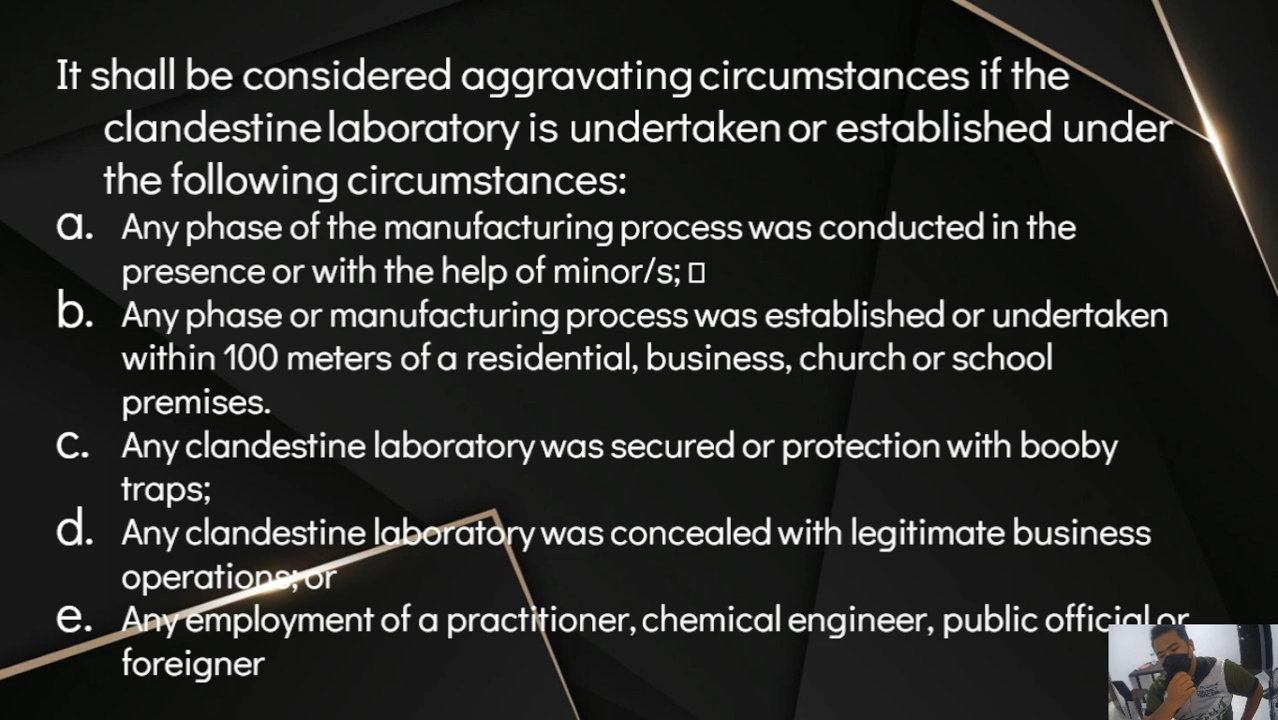 It shall be considered aggravating circumstances if the
clandestine laboratory is undertaken or established under
the following circumstances:
a. Any phase of the manufacturing process was conducted in the
presence or with the help of minor/s; 
b. Any phase or manufacturing process was established or undertaken
within 100 meters of a residential, business, church or school
premises.
c. Any clandestine laboratory was secured or protection with booby
traps;
d. Any clandestine laboratory was concealed with legitimate business
operations; or
e. Any employment of a practitioner, chemical engineer, public official or
foreigner